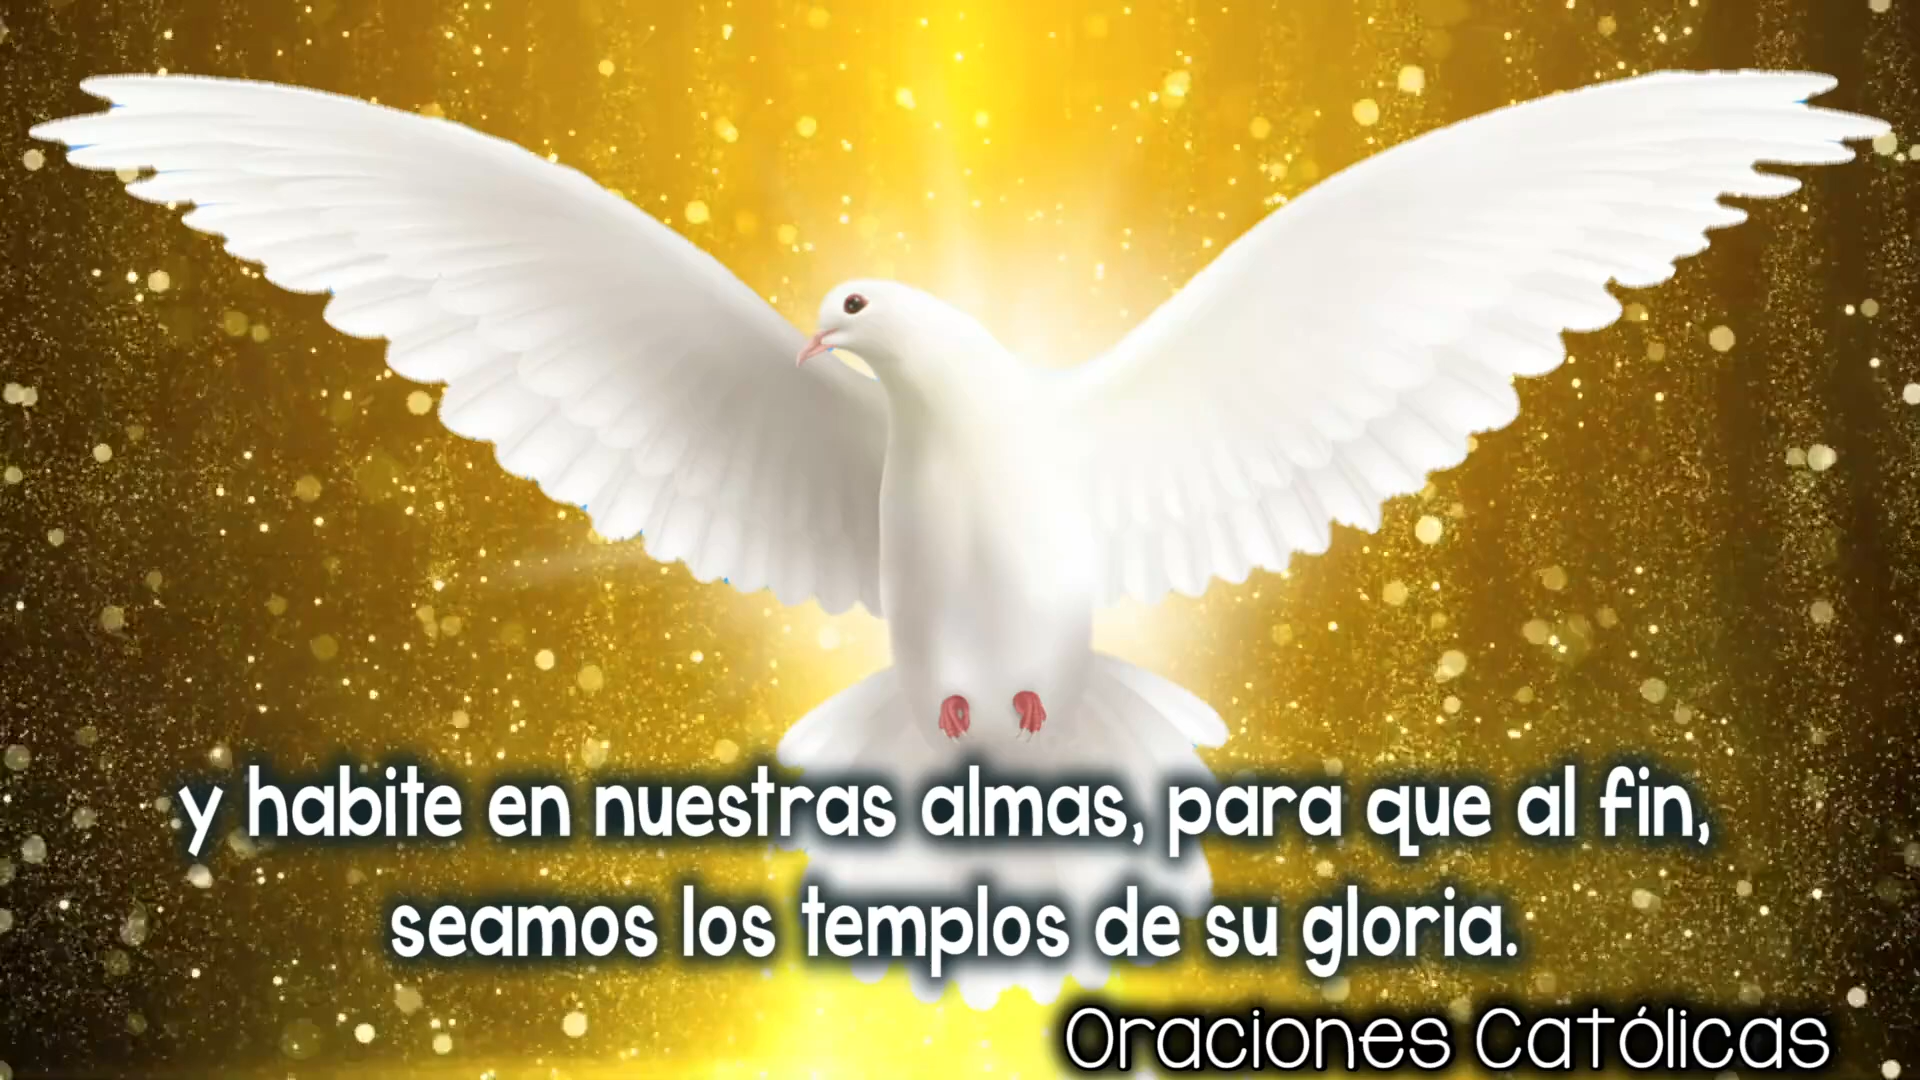 y habite en nuestras almas, para que al fin,
seamos los templos de su gloria.
Oraciones Católicas